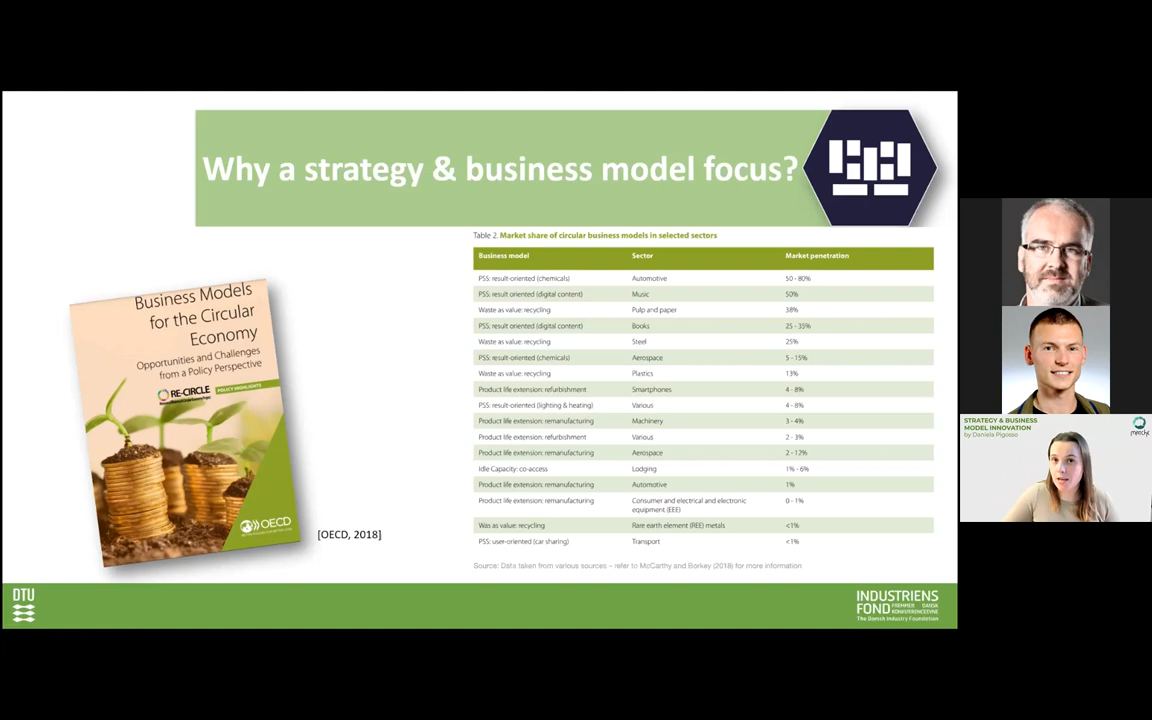 Why a strategy & business model focus?
Table 2. Market share of circular business models in selected sectors
Business model Sector Market penetration
PSS: result-oriented (chemicals) Automotive 50 - 80%
PSS: result oriented (digital content) Music 50%
Waste as value: recycling Pulp and paper 38%
PSS: result oriented (digital content) Books 25 - 35%
Waste as value: recycling Steel 25%
PSS: result-oriented (chemicals) Aerospace 5 - 15%
Waste as value: recycling Plastics 13%
Product life extension: refurbishment Smartphones 4 - 8%
PSS: result-oriented (lighting & heating) Various 4 - 8%
Product life extension: remanufacturing Machinery 3 - 4%
Product life extension: refurbishment Various 2 - 3%
Product life extension: remanufacturing Aerospace 2 - 12%
Idle Capacity: co-access Lodging 1% - 6%
Product life extension: remanufacturing Automotive 1%
Product life extension: remanufacturing Consumer and electrical and electronic
equipment (EEE) 0 - 1%
Was as value: recycling Rare earth element (REE) metals <1%
PSS: user-oriented (car sharing) Transport <1%
Source: Data taken from various sources – refer to McCarthy and Börkey (2018) for more information
Business Models
for the Circular
Economy
Opportunities and Challenges
from a Policy Perspective
RE-CIRCLE
POLICY HIGHLIGHTS
OECD
[OECD, 2018]
DTU
INDUSTRIENS
FOND FREMMER DANSK
KONKURRENCEEVNE
The Danish Industry Foundation
STRATEGY & BUSINESS
MODEL INNOVATION
by Daniela Pigosso